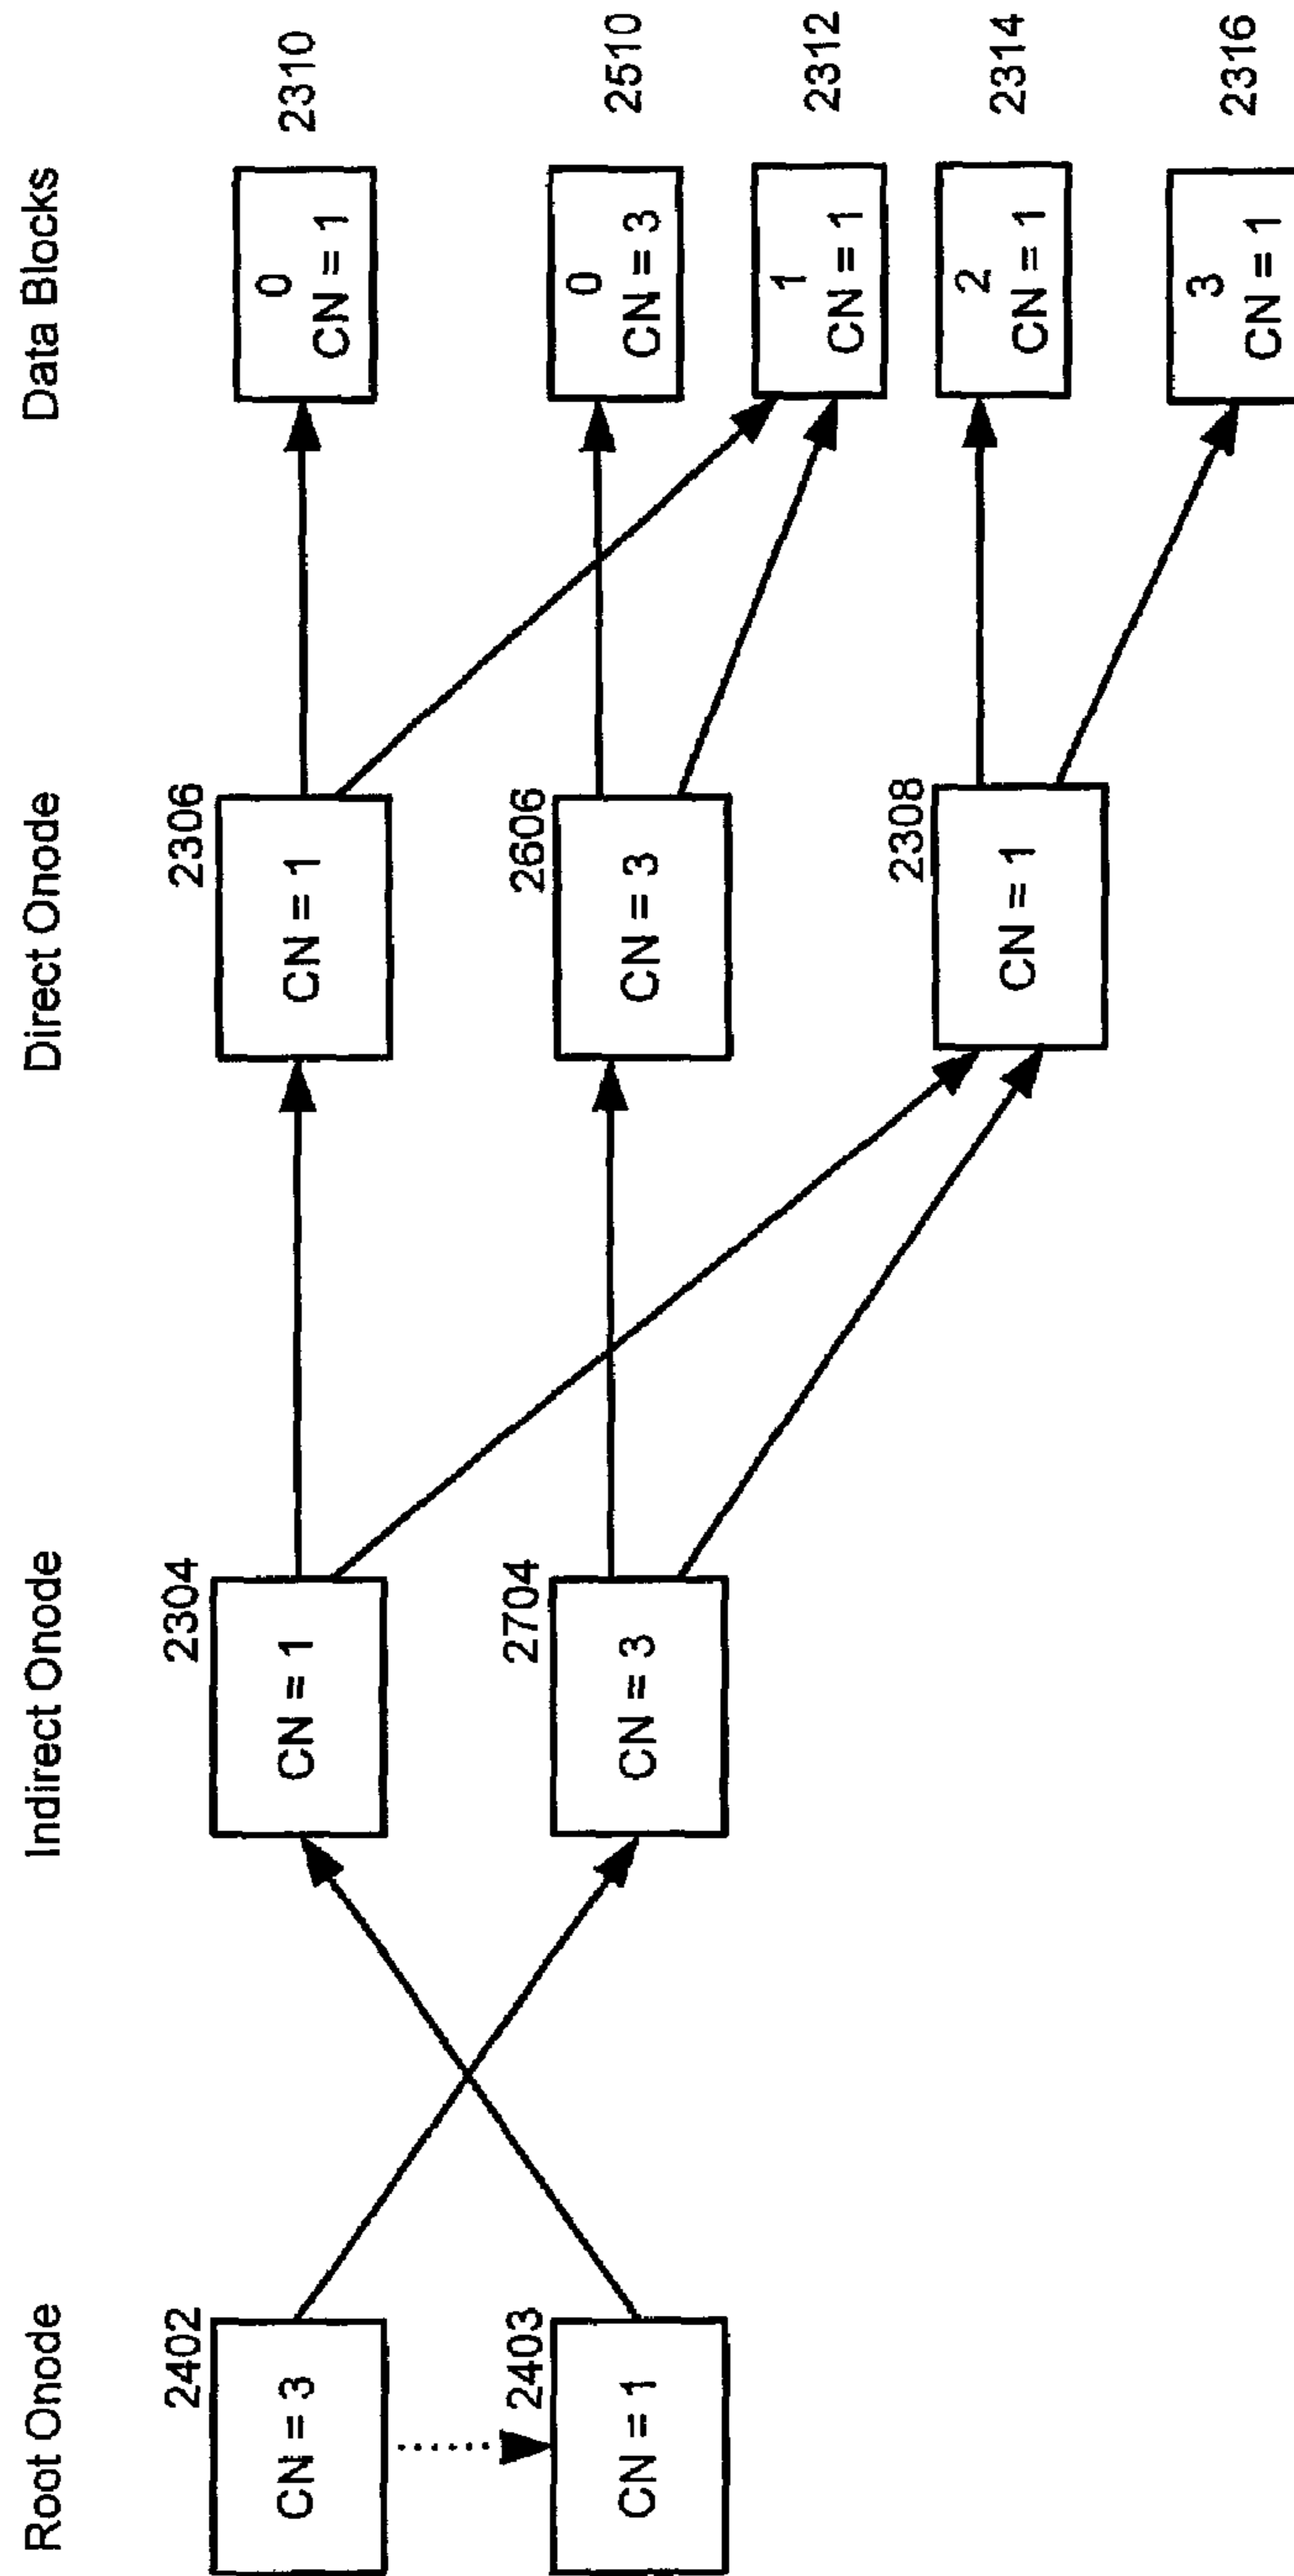 Root Onode
Indirect Onode
Direct Onode
Data Blocks
2402
CN = 3
2403
CN = 1
2304
CN = 1
2704
CN = 3
2306
CN = 1
2606
CN = 3
2308
CN = 1
0
CN = 1
2310
0
CN = 3
2510
1
CN = 1
2312
2
CN = 1
2314
3
CN = 1
2316